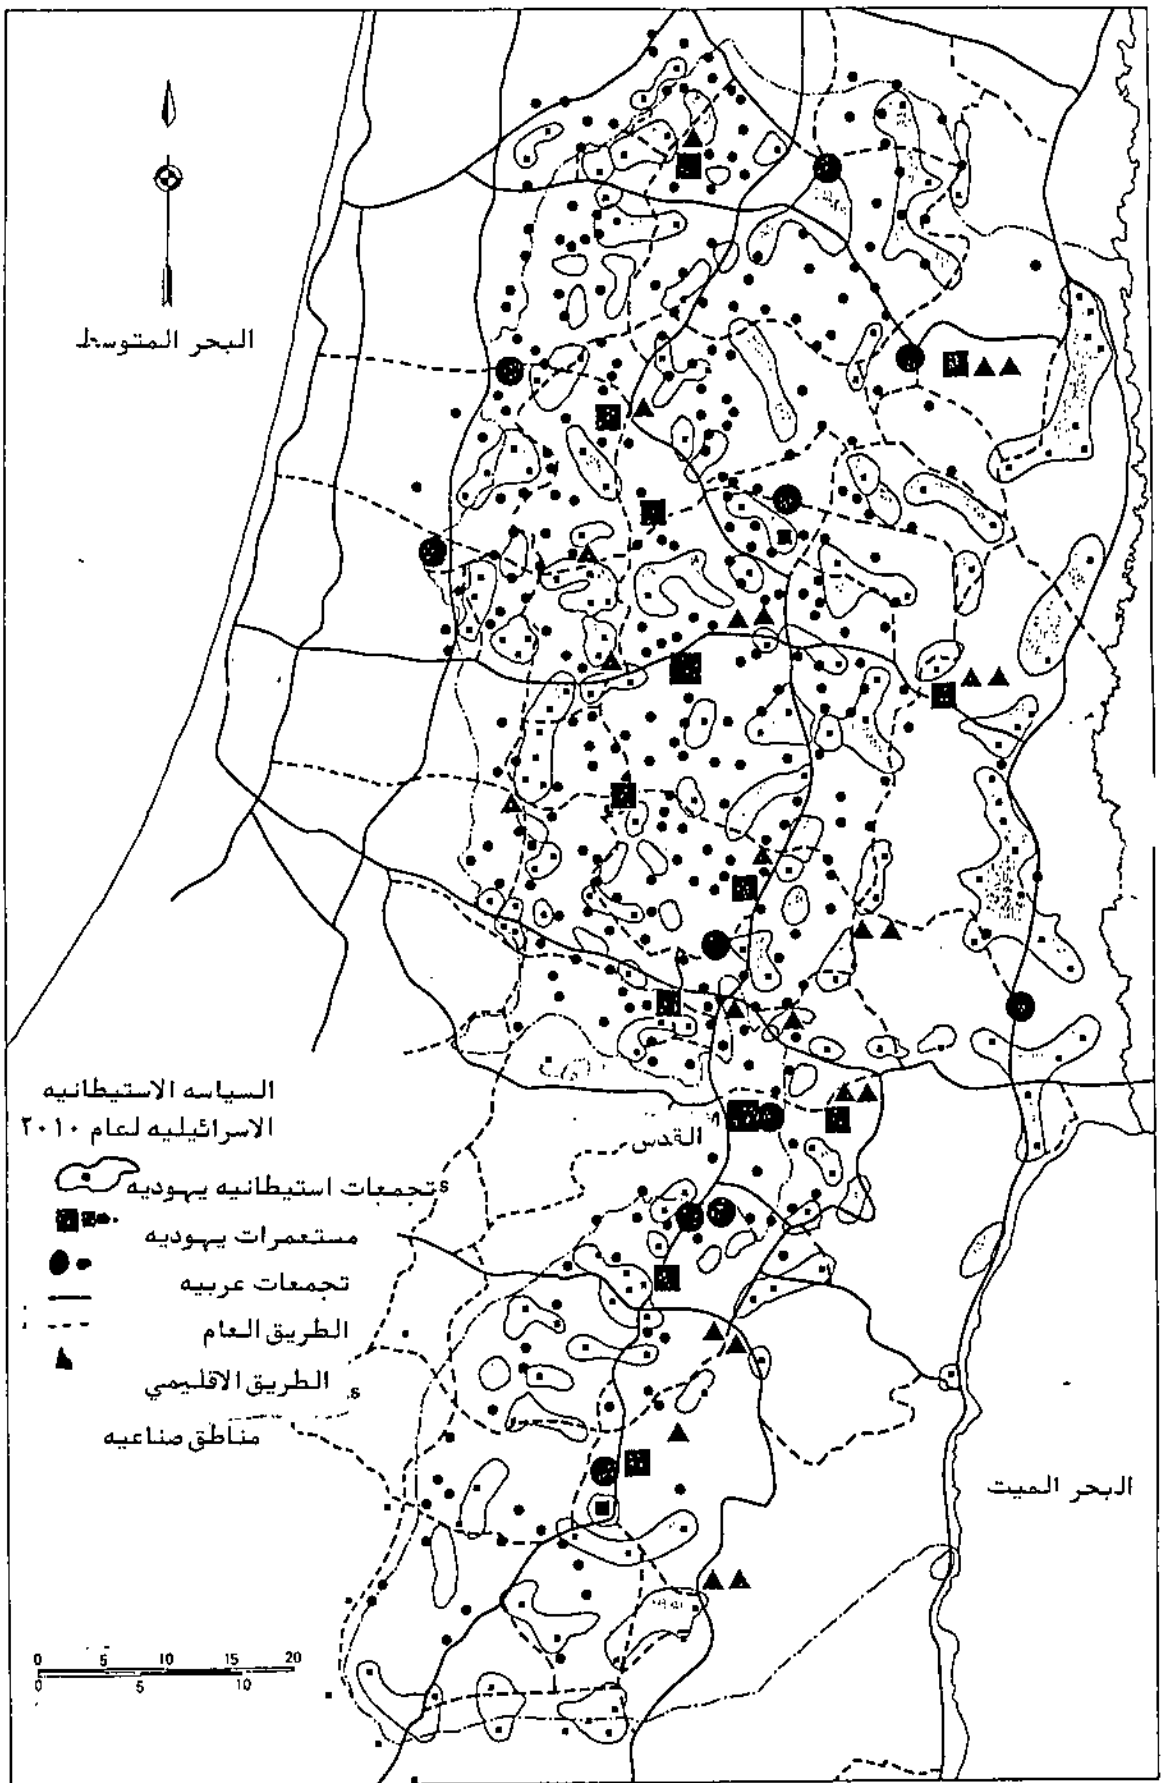 البحر المتوسط
السياسه الاستيطانيه
الاسرائيليه لعام ٢٠١٠
تجمعات استيطانيه يهوديه
مستعمرات يهوديه
تجمعات عربيه
الطريق العام
الطريق الاقليمي
مناطق صناعيه
القدس
البحر الميت
0 5 10 15 20
0 5 10